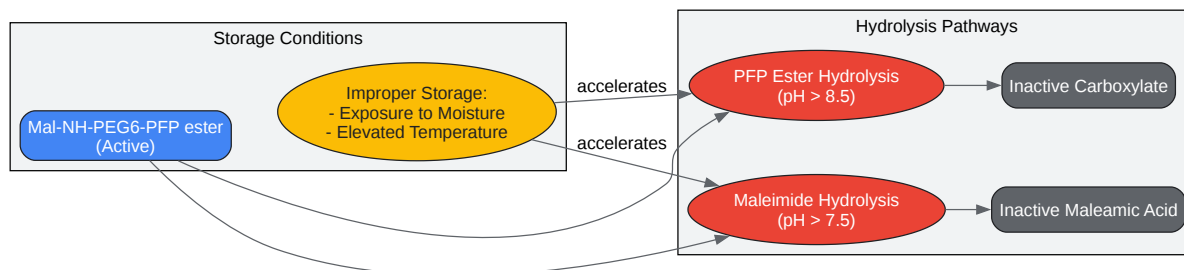 Storage Conditions
Mal-NH-PEG6-PFP ester
(Active)
Improper Storage:
- Exposure to Moisture
- Elevated Temperature
accelerates
accelerates
Hydrolysis Pathways
PFP Ester Hydrolysis
(pH > 8.5)
Inactive Carboxylate
Maleimide Hydrolysis
(pH > 7.5)
Inactive Maleamic Acid